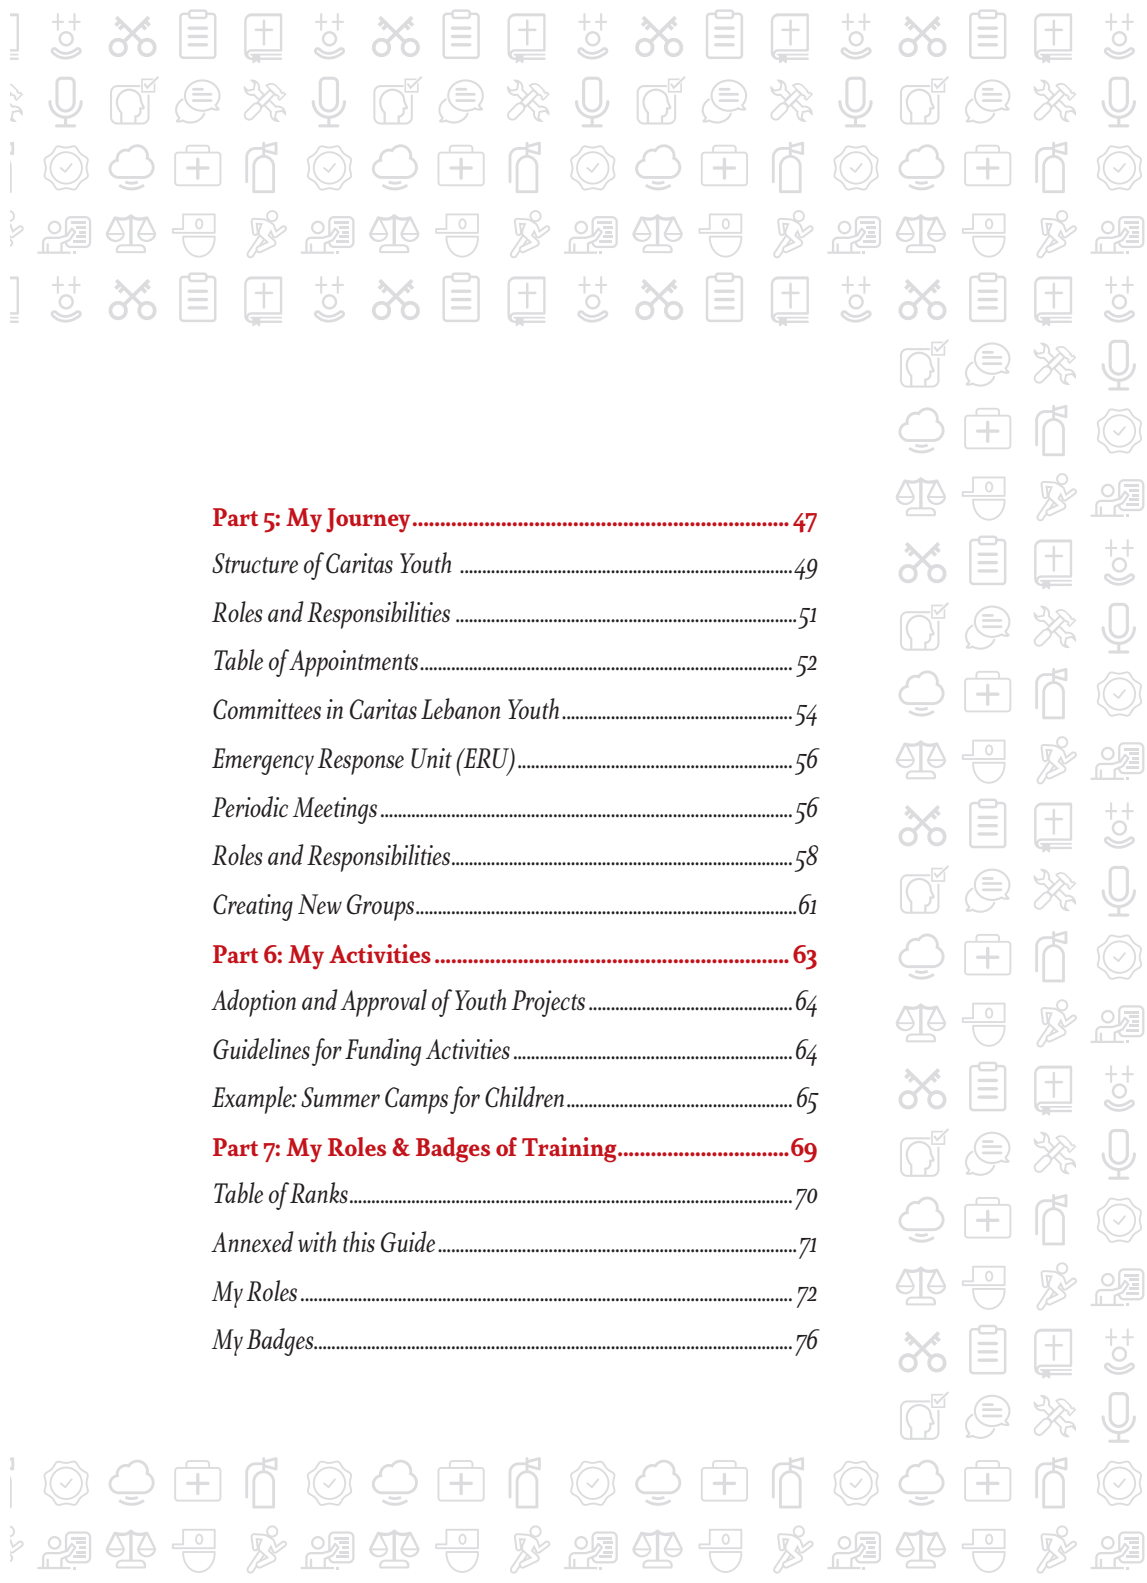 Part 5: My Journey.................................................................... 47
Structure of Caritas Youth ............................................................................................49
Roles and Responsibilities ..............................................................................................51
Table of Appointments....................................................................................................... 52
Committees in Caritas Lebanon Youth................................................................ 54
Emergency Response Unit (ERU)............................................................................ 56
Periodic Meetings.................................................................................................................. 56
Roles and Responsibilities...............................................................................................58
Creating New Groups..........................................................................................................61
Part 6: My Activities ................................................................ 63
Adoption and Approval of Youth Projects.........................................................64
Guidelines for Funding Activities..............................................................................64
Example: Summer Camps for Children............................................................... 65
Part 7: My Roles & Badges of Training...............................69
Table of Ranks........................................................................................................................... 70
Annexed with this Guide...................................................................................................71
My Roles......................................................................................................................................... 72
My Badges.....................................................................................................................................76